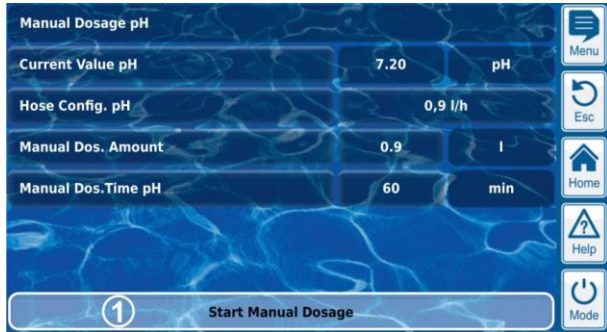 Manual Dosage pH
Current Value pH 7.20 pH
Hose Config. pH 0,9 l/h
Manual Dos. Amount 0.9 l
Manual Dos.Time pH 60 min
1 Start Manual Dosage
Menu
Esc
Home
Help
Mode